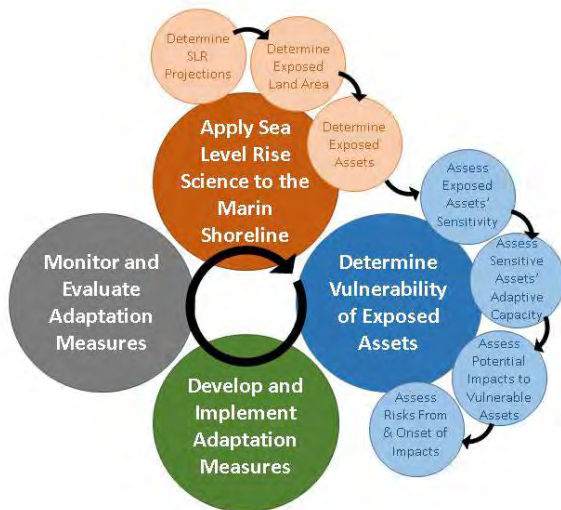 Determine
SLR
Projections
Determine
Exposed
Land Area
Determine
Exposed
Assets
Apply Sea
Level Rise
Science to the
Marin
Shoreline
Assess
Exposed
Assets'
Sensitivity
Assess
Sensitive
Assets'
Adaptive
Capacity
Assess
Potential
Impacts to
Vulnerable
Assets
Assess
Risks From
& Onset of
Impacts
Determine
Vulnerability
of Exposed
Assets
Develop and
Implement
Adaptation
Measures
Monitor and
Evaluate
Adaptation
Measures